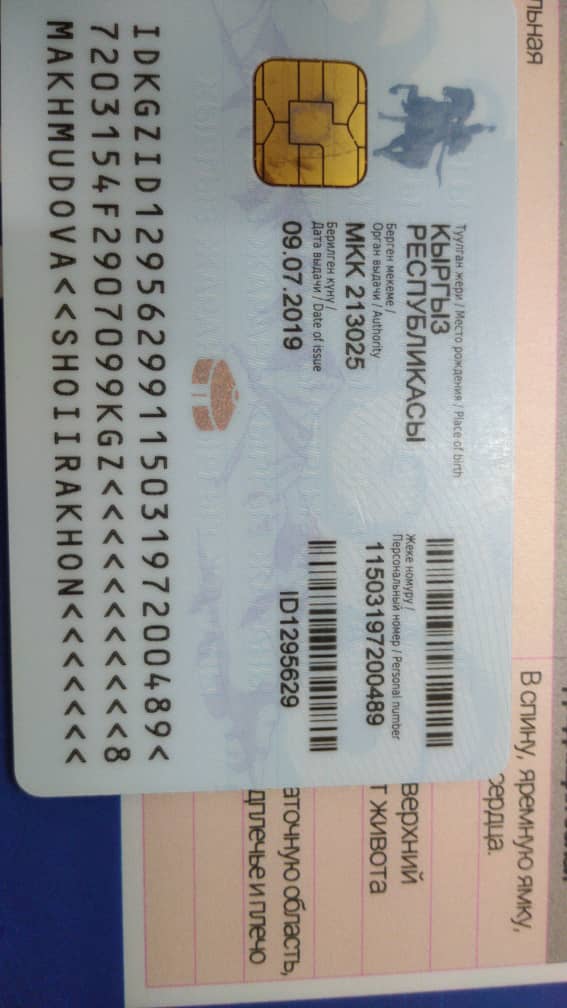 Туулган жери / Место рождения / Place of birth
КЫРГЫЗ
РЕСПУБЛИКАСЫ
Берген мекеме /
Орган выдачи / Authority
МКК 213025
Берилген күнү /
Дата выдачи / Date of issue
09.07.2019
Жеке номуру /
Персональный номер / Personal number
11503197200489
ID1295629
IDKGZID1295629911503197200489<
7203154F2907099KGZ<<<<<<<<<<<8
MAKHMUDOVA<<SHOIIRAKHON<<<<<<<
льная
В спину, яремную ямку,
сердца.
верхний
т живота
аточную область,
дплечье и плечо